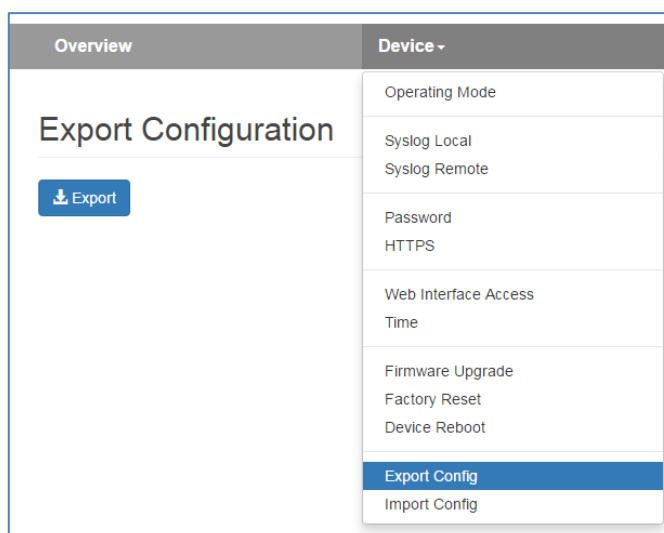 Overview
Device
Export Configuration
Export
Operating Mode
Syslog Local
Syslog Remote
Password
HTTPS
Web Interface Access
Time
Firmware Upgrade
Factory Reset
Device Reboot
Export Config
Import Config